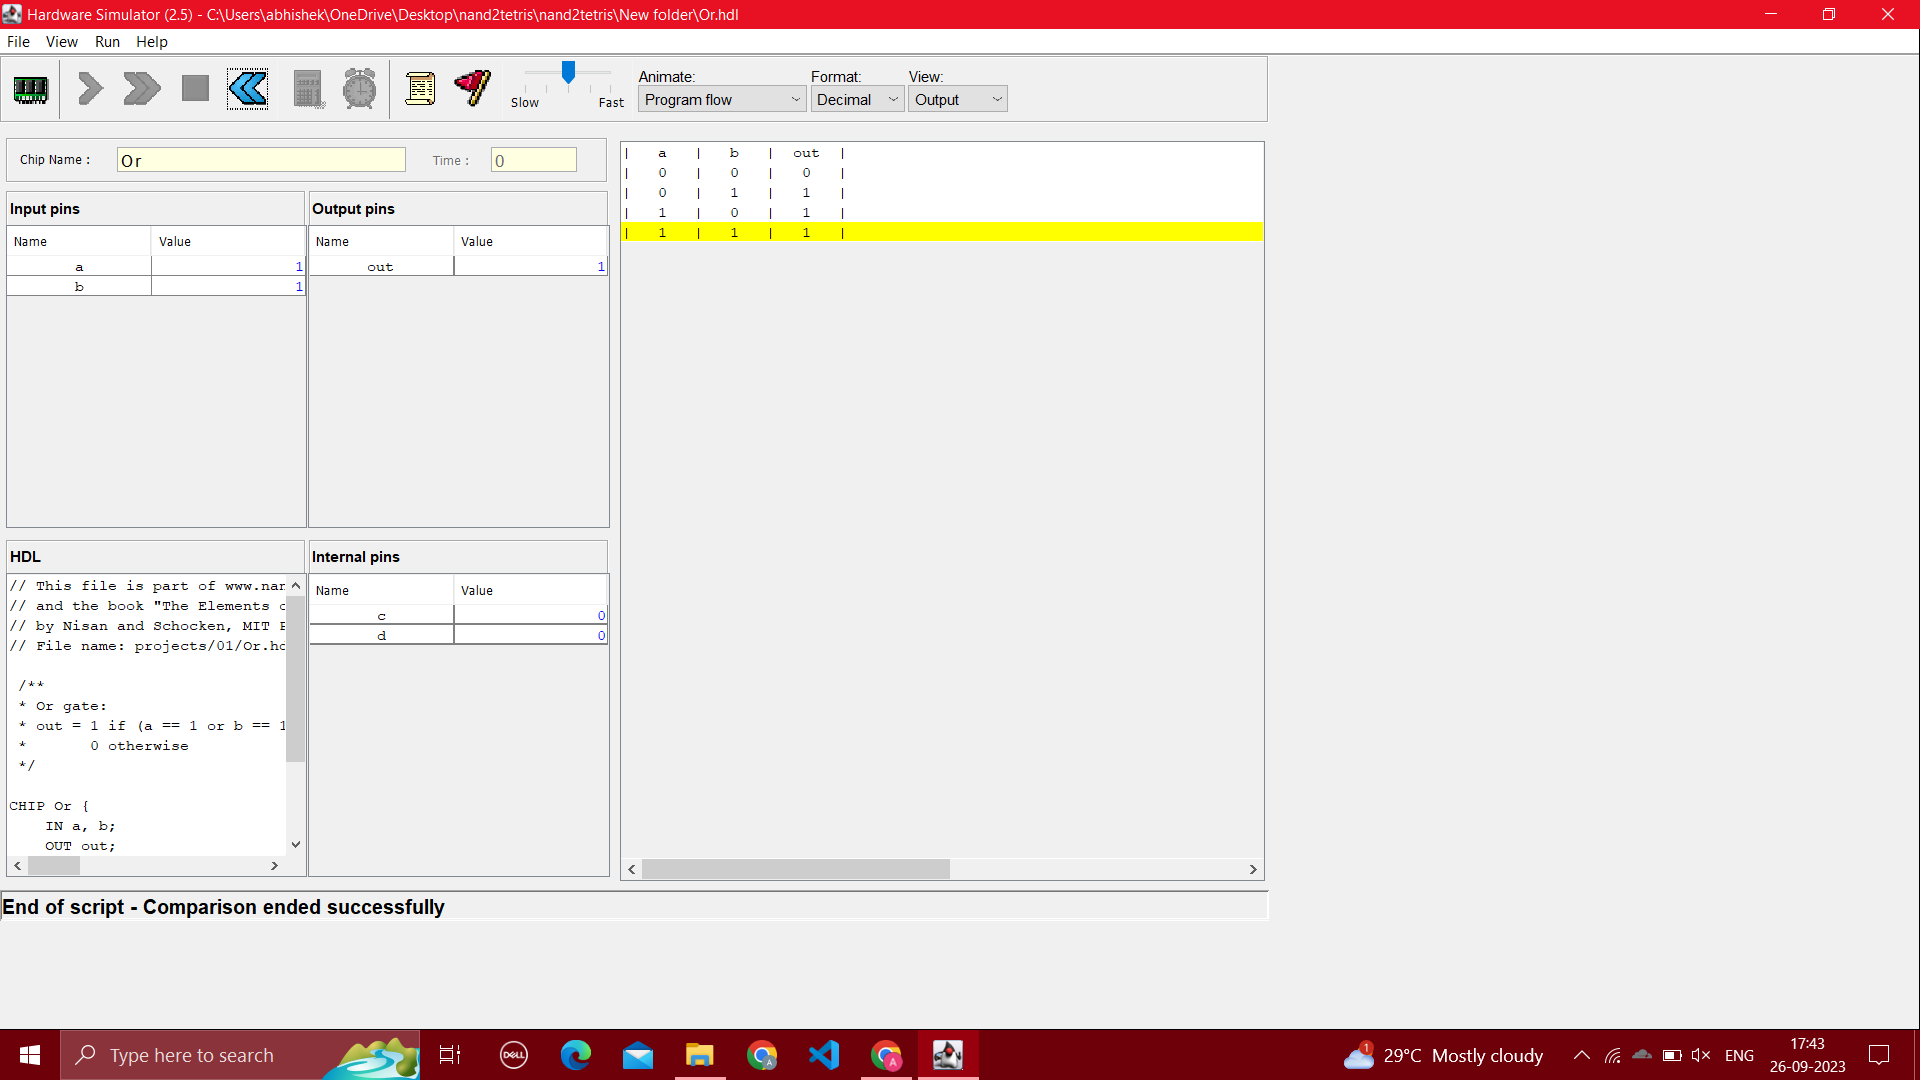 Hardware Simulator (2.5) - C:\Users\abhishek\OneDrive\Desktop\nand2tetris\nand2tetris\New folder\Or.hdl
File View Run Help
Slow Fast
Animate: Format: View:
Program flow Decimal Output
Chip Name : Or Time : 0
Input pins Output pins
Name Value Name Value
a 1 out 1
b 1
| a | b | out |
| 0 | 0 | 0 |
| 0 | 1 | 1 |
| 1 | 0 | 1 |
| 1 | 1 | 1 |
HDL
// This file is part of www.nan
// and the book "The Elements o
// by Nisan and Schocken, MIT P
// File name: projects/01/Or.hd
/**
* Or gate:
* out = 1 if (a == 1 or b == 1
* 0 otherwise
*/
CHIP Or {
IN a, b;
OUT out;
Internal pins
Name Value
c 0
d 0
End of script - Comparison ended successfully
Type here to search
DELL
A
A
1
29°C Mostly cloudy
ENG
17:43
26-09-2023